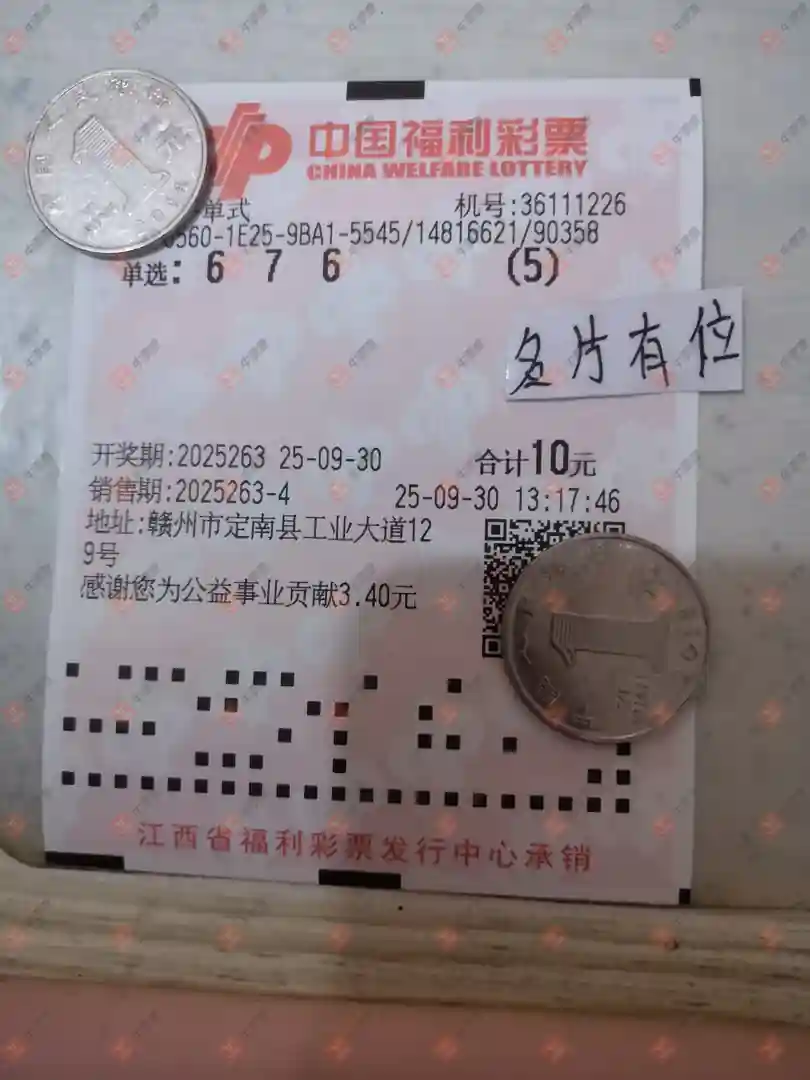 中国福利彩票
CHINA WELFARE LOTTERY
单式 机号:36111226
0560-1E25-9BA1-5545/14816621/90358
单选: 6 7 6 (5)
名片有位
开奖期:2025263 25-09-30 合计10元
销售期:2025263-4 25-09-30 13:17:46
地址:赣州市定南县工业大道12
9号
感谢您为公益事业贡献3.40元
江西省福利彩票发行中心承销